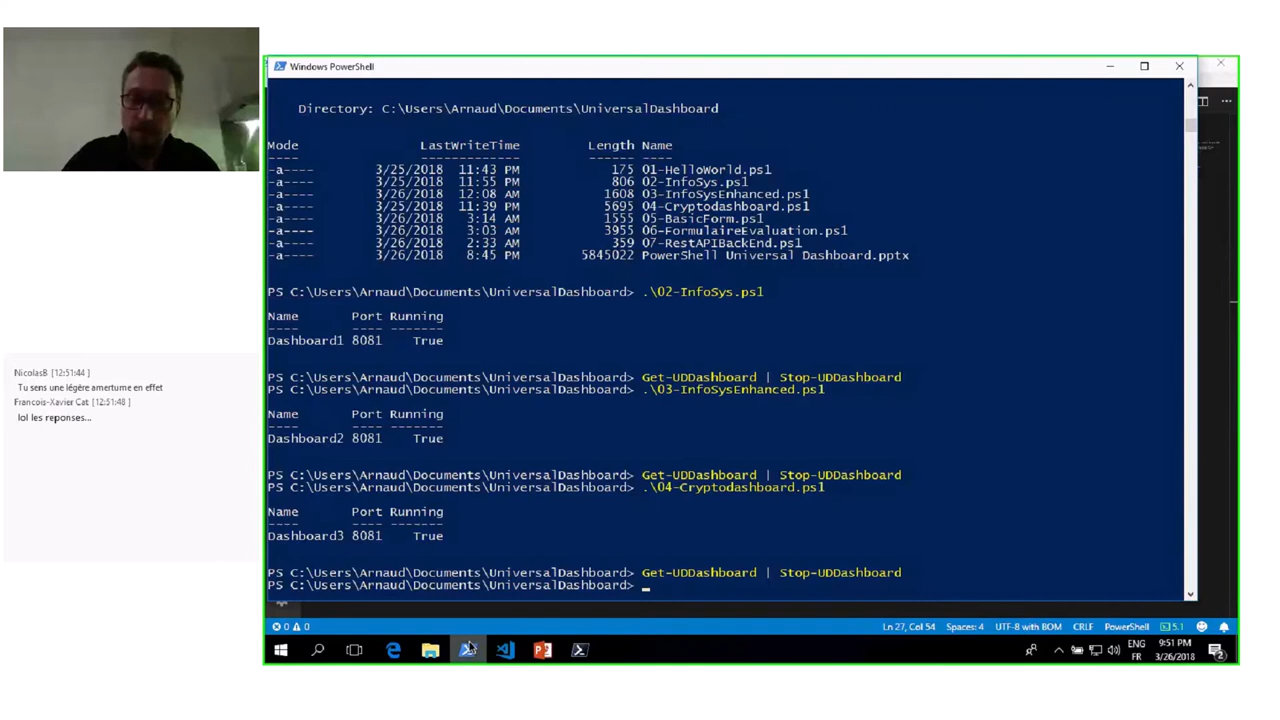 Windows PowerShell
Directory: C:\Users\Arnaud\Documents\UniversalDashboard
Mode LastWriteTime Length Name
---- ------------- ------ ----
-a---- 3/25/2018 11:43 PM 175 01-HelloWorld.ps1
-a---- 3/25/2018 11:55 PM 806 02-InfoSys.ps1
-a---- 3/26/2018 12:08 AM 1608 03-InfoSysEnhanced.ps1
-a---- 3/25/2018 11:39 PM 5695 04-Cryptodashboard.ps1
-a---- 3/26/2018 3:14 AM 1555 05-BasicForm.ps1
-a---- 3/26/2018 3:03 AM 3955 06-FormulaireEvaluation.ps1
-a---- 3/26/2018 2:33 AM 359 07-RestAPIBackEnd.ps1
-a---- 3/26/2018 8:45 PM 5845022 PowerShell Universal Dashboard.pptx
PS C:\Users\Arnaud\Documents\UniversalDashboard> .\02-InfoSys.ps1
Name Port Running
---- ---- -------
Dashboard1 8081 True
PS C:\Users\Arnaud\Documents\UniversalDashboard> Get-UDDashboard | Stop-UDDashboard
PS C:\Users\Arnaud\Documents\UniversalDashboard> .\03-InfoSysEnhanced.ps1
Name Port Running
---- ---- -------
Dashboard2 8081 True
PS C:\Users\Arnaud\Documents\UniversalDashboard> Get-UDDashboard | Stop-UDDashboard
PS C:\Users\Arnaud\Documents\UniversalDashboard> .\04-Cryptodashboard.ps1
Name Port Running
---- ---- -------
Dashboard3 8081 True
PS C:\Users\Arnaud\Documents\UniversalDashboard> Get-UDDashboard | Stop-UDDashboard
PS C:\Users\Arnaud\Documents\UniversalDashboard>
NicolasB [12:51:44]
Tu sens une légère amertume en effet
Francois-Xavier Cat [12:51:48]
lol les reponses...
0 0 Ln 27, Col 54 Spaces: 4 UTF-8 with BOM CRLF PowerShell 5.1
ENG 9:51 PM
FR 3/26/2018 2